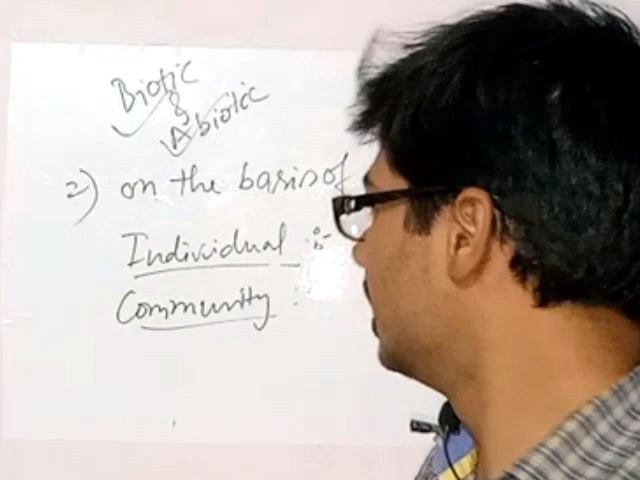 Biotic
&
Abiotic
2) on the basis of
Individual :-
Community :